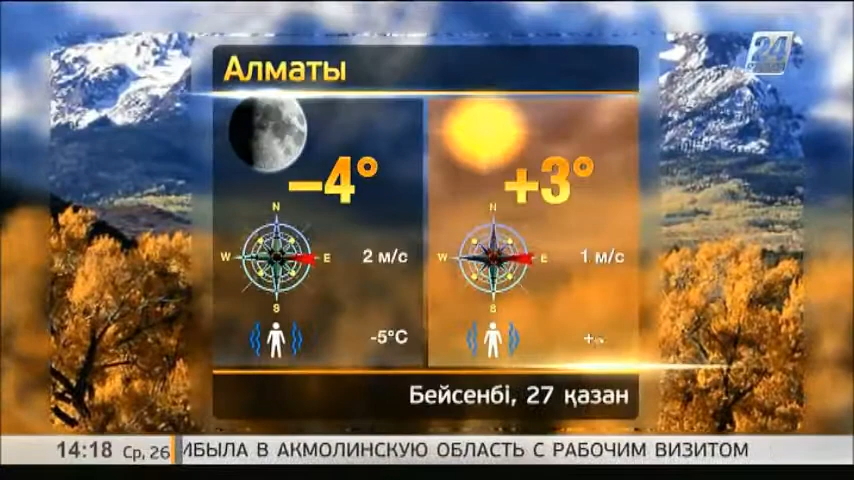 Алматы
24
–4° +3°
N N
W E 2 м/с W E 1 м/с
S S
-5°C
Бейсенбі, 27 қазан
14:18 Ср, 26 ИБЫЛА В АКМОЛИНСКУЮ ОБЛАСТЬ С РАБОЧИМ ВИЗИТОМ